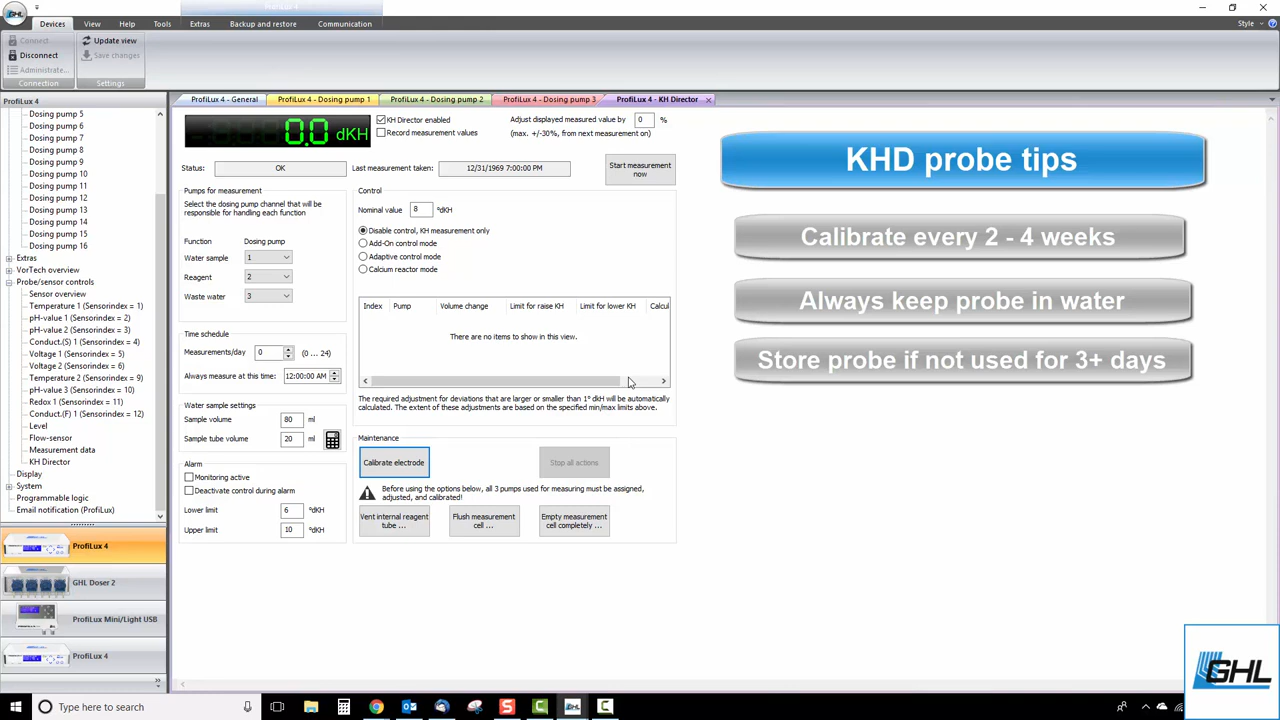 GHL
ProfiLux 4
Devices View Help Tools Extras Backup and restore Communication Style
Connect
Disconnect
Administrate...
Connection
Update view
Save changes
Settings
ProfiLux 4
Dosing pump 5
Dosing pump 6
Dosing pump 7
Dosing pump 8
Dosing pump 9
Dosing pump 10
Dosing pump 11
Dosing pump 12
Dosing pump 13
Dosing pump 14
Dosing pump 15
Dosing pump 16
Extras
VorTech overview
Probe/sensor controls
Sensor overview
Temperature 1 (Sensorindex = 1)
pH-value 1 (Sensorindex = 2)
pH-value 2 (Sensorindex = 3)
Conduct.(S) 1 (Sensorindex = 4)
Voltage 1 (Sensorindex = 5)
Voltage 2 (Sensorindex = 6)
Temperature 2 (Sensorindex = 9)
pH-value 3 (Sensorindex = 10)
Redox 1 (Sensorindex = 11)
Conduct.(F) 1 (Sensorindex = 12)
Level
Flow-sensor
Measurement data
KH Director
Display
System
Programmable logic
Email notification (ProfiLux)
ProfiLux 4
GHL Doser 2
ProfiLux Mini/Light USB
ProfiLux 4
ProfiLux 4 - General ProfiLux 4 - Dosing pump 1 ProfiLux 4 - Dosing pump 2 ProfiLux 4 - Dosing pump 3 ProfiLux 4 - KH Director
0.0 dKH
KH Director enabled
Record measurement values
Adjust displayed measured value by 0 %
(max. +/-30%, from next measurement on)
Status: OK
Last measurement taken: 12/31/1969 7:00:00 PM
Start measurement
now
Pumps for measurement
Select the dosing pump channel that will be
responsible for handling each function
Function Dosing pump
Water sample 1
Reagent 2
Waste water 3
Time schedule
Measurements/day 0 (0 ... 24)
Always measure at this time: 12:00:00 AM
Water sample settings
Sample volume 80 ml
Sample tube volume 20 ml
Alarm
Monitoring active
Deactivate control during alarm
Lower limit 6 °dKH
Upper limit 10 °dKH
Control
Nominal value 8 °dKH
Disable control, KH measurement only
Add-On control mode
Adaptive control mode
Calcium reactor mode
Index Pump Volume change Limit for raise KH Limit for lower KH Calcul
There are no items to show in this view.
The required adjustment for deviations that are larger or smaller than 1° dKH will be automatically
calculated. The extent of these adjustments are based on the specified min/max limits above.
Maintenance
Calibrate electrode
Stop all actions
Before using the options below, all 3 pumps used for measuring must be assigned,
adjusted, and calibrated!
Vent internal reagent
tube ...
Flush measurement
cell ...
Empty measurement
cell completely ...
KHD probe tips
Calibrate every 2 - 4 weeks
Always keep probe in water
Store probe if not used for 3+ days
GHL
Type here to search